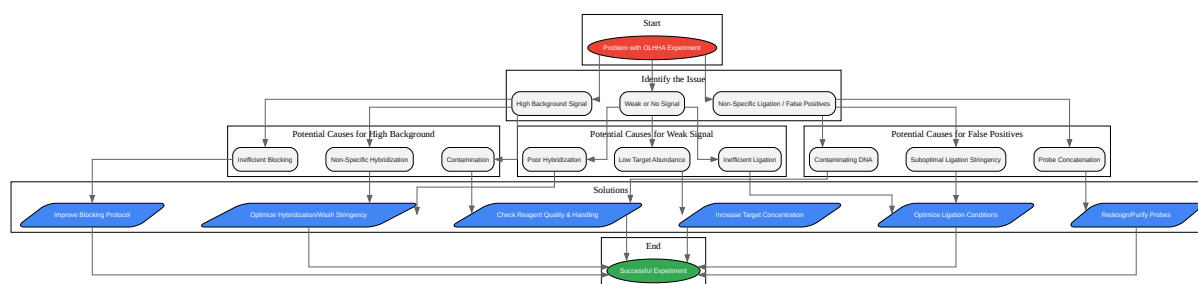 Start
Problem with OLHHA Experiment
Identify the Issue
High Background Signal
Weak or No Signal
Non-Specific Ligation / False Positives
Potential Causes for High Background
Potential Causes for Weak Signal
Potential Causes for False Positives
Inefficient Blocking
Non-Specific Hybridization
Contamination
Poor Hybridization
Low Target Abundance
Inefficient Ligation
Contaminating DNA
Suboptimal Ligation Stringency
Probe Concatenation
Solutions
Improve Blocking Protocol
Optimize Hybridization/Wash Stringency
Check Reagent Quality & Handling
Increase Target Concentration
Optimize Ligation Conditions
Redesign/Purify Probes
End
Successful Experiment